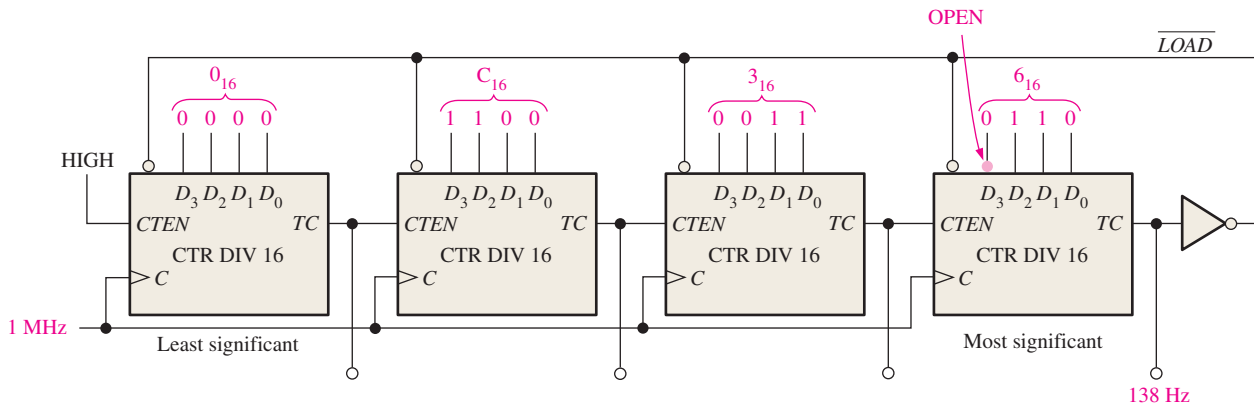 OPEN
LOAD
0₁₆ C₁₆ 3₁₆ 6₁₆
0 0 0 0 1 1 0 0 0 0 1 1 0 1 1 0
HIGH
D₃ D₂ D₁ D₀ D₃ D₂ D₁ D₀ D₃ D₂ D₁ D₀ D₃ D₂ D₁ D₀
CTEN TC CTEN TC CTEN TC CTEN TC
CTR DIV 16 CTR DIV 16 CTR DIV 16 CTR DIV 16
C C C C
1 MHz
Least significant Most significant
138 Hz